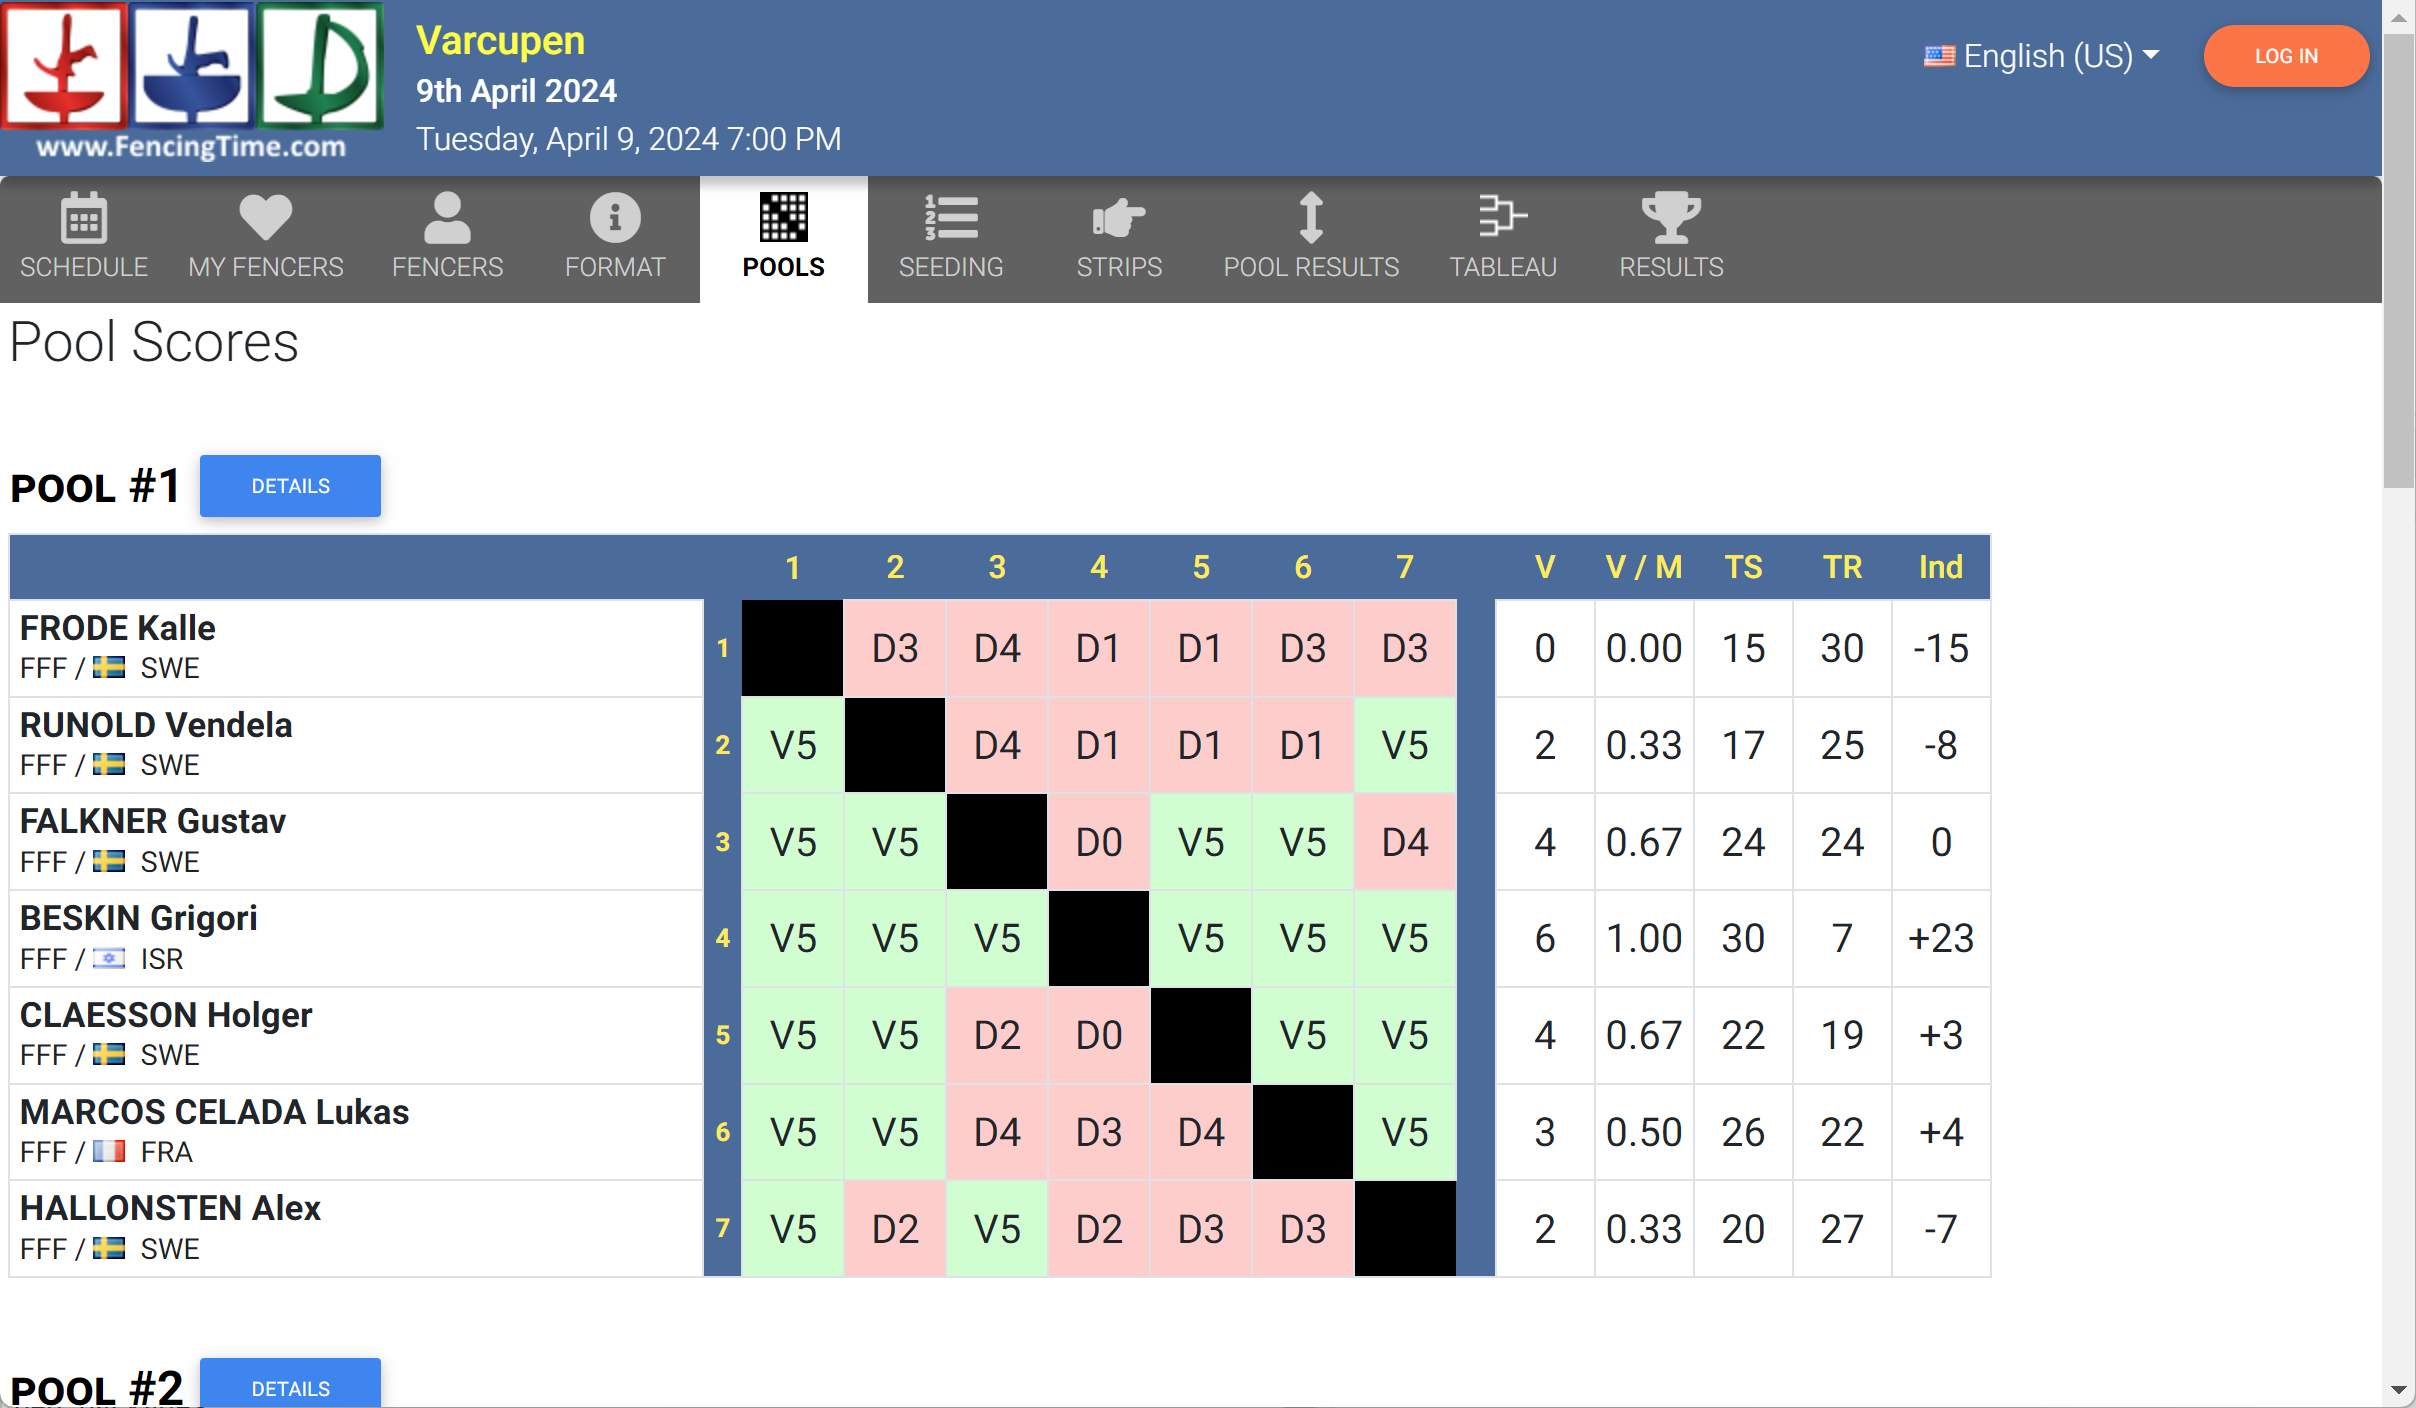 www.FencingTime.com
Varcupen
9th April 2024
Tuesday, April 9, 2024 7:00 PM
English (US)
LOG IN
SCHEDULE MY FENCERS FENCERS FORMAT POOLS SEEDING STRIPS POOL RESULTS TABLEAU RESULTS
Pool Scores
POOL #1 DETAILS
1 2 3 4 5 6 7 V V / M TS TR Ind
FRODE Kalle
FFF / SWE
1 D3 D4 D1 D1 D3 D3 0 0.00 15 30 -15
RUNOLD Vendela
FFF / SWE
2 V5 D4 D1 D1 D1 V5 2 0.33 17 25 -8
FALKNER Gustav
FFF / SWE
3 V5 V5 D0 V5 V5 D4 4 0.67 24 24 0
BESKIN Grigori
FFF / ISR
4 V5 V5 V5 V5 V5 V5 6 1.00 30 7 +23
CLAESSON Holger
FFF / SWE
5 V5 V5 D2 D0 V5 V5 4 0.67 22 19 +3
MARCOS CELADA Lukas
FFF / FRA
6 V5 V5 D4 D3 D4 V5 3 0.50 26 22 +4
HALLONSTEN Alex
FFF / SWE
7 V5 D2 V5 D2 D3 D3 2 0.33 20 27 -7
POOL #2 DETAILS